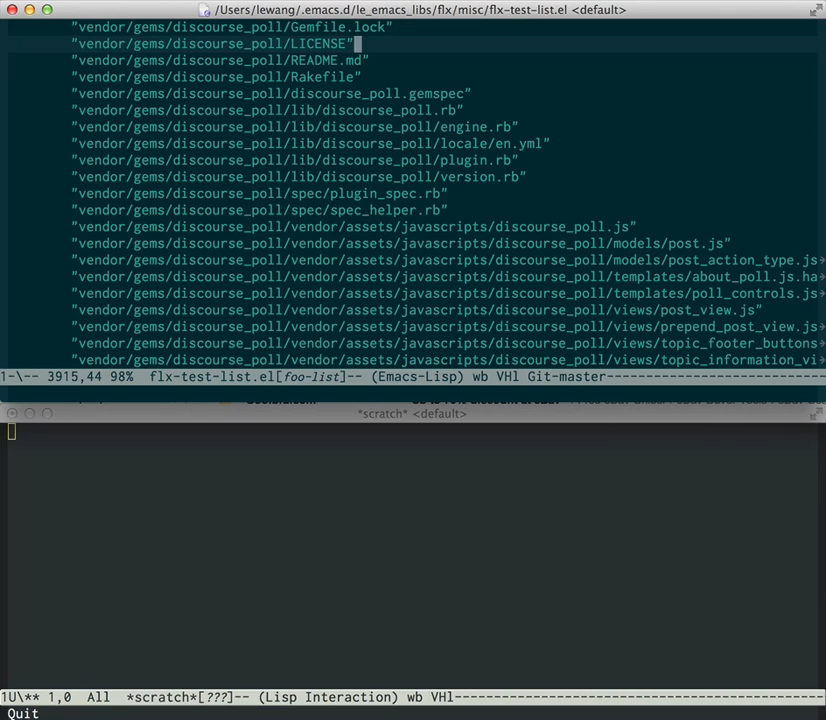 /Users/lewang/.emacs.d/le_emacs_libs/flx/misc/flx-test-list.el <default>
"vendor/gems/discourse_poll/Gemfile.lock"
"vendor/gems/discourse_poll/LICENSE"
"vendor/gems/discourse_poll/README.md"
"vendor/gems/discourse_poll/Rakefile"
"vendor/gems/discourse_poll/discourse_poll.gemspec"
"vendor/gems/discourse_poll/lib/discourse_poll.rb"
"vendor/gems/discourse_poll/lib/discourse_poll/engine.rb"
"vendor/gems/discourse_poll/lib/discourse_poll/locale/en.yml"
"vendor/gems/discourse_poll/lib/discourse_poll/plugin.rb"
"vendor/gems/discourse_poll/lib/discourse_poll/version.rb"
"vendor/gems/discourse_poll/spec/plugin_spec.rb"
"vendor/gems/discourse_poll/spec/spec_helper.rb"
"vendor/gems/discourse_poll/vendor/assets/javascripts/discourse_poll.js"
"vendor/gems/discourse_poll/vendor/assets/javascripts/discourse_poll/models/post.js"
"vendor/gems/discourse_poll/vendor/assets/javascripts/discourse_poll/models/post_action_type.js
"vendor/gems/discourse_poll/vendor/assets/javascripts/discourse_poll/templates/about_poll.js.ha
"vendor/gems/discourse_poll/vendor/assets/javascripts/discourse_poll/templates/poll_controls.js
"vendor/gems/discourse_poll/vendor/assets/javascripts/discourse_poll/views/post_view.js"
"vendor/gems/discourse_poll/vendor/assets/javascripts/discourse_poll/views/prepend_post_view.js
"vendor/gems/discourse_poll/vendor/assets/javascripts/discourse_poll/views/topic_footer_buttons
"vendor/gems/discourse_poll/vendor/assets/javascripts/discourse_poll/views/topic_information_vi
1-\-- 3915,44 98%  flx-test-list.el[foo-list]-- (Emacs-Lisp) wb VHl Git-master----------------------------
*scratch* <default>
1U\** 1,0  All  *scratch*[???]-- (Lisp Interaction) wb VHl-----------------------------------------------
Quit